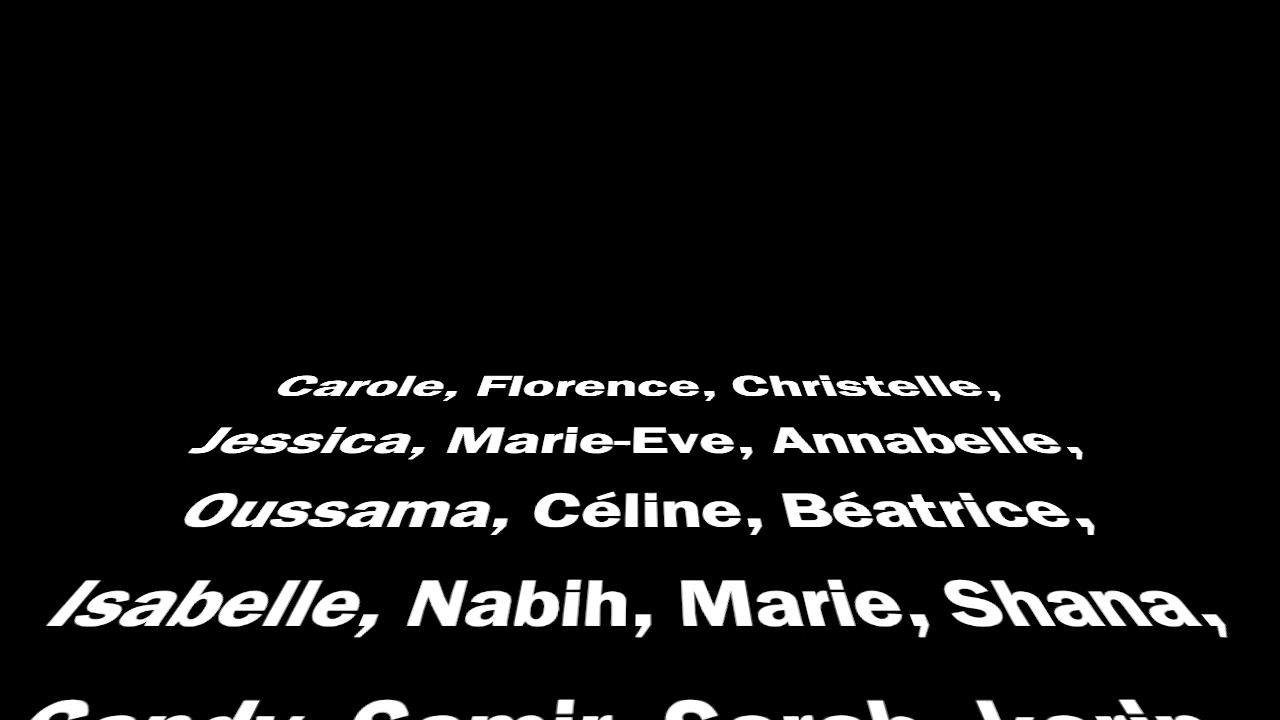 Carole, Florence, Christelle,
Jessica, Marie-Eve, Annabelle,
Oussama, Céline, Béatrice,
Isabelle, Nabih, Marie, Shana,